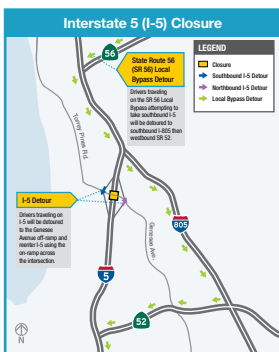 Interstate 5 (I-5) Closure
56
State Route 56
(SR 56) Local
Bypass Detour
Drivers traveling
on the SR 56 Local
Bypass attempting to
take southbound I-5
will be detoured to
southbound I-805 then
westbound SR 52.
LEGEND
Closure
Southbound I-5 Detour
Northbound I-5 Detour
Local Bypass Detour
Torrey Pines Rd.
I-5 Detour
Drivers traveling on
I-5 will be detoured
to the Genesee
Avenue off-ramp and
reenter I-5 using the
on-ramp across
the intersection.
Genesee Ave.
805
5
52
N